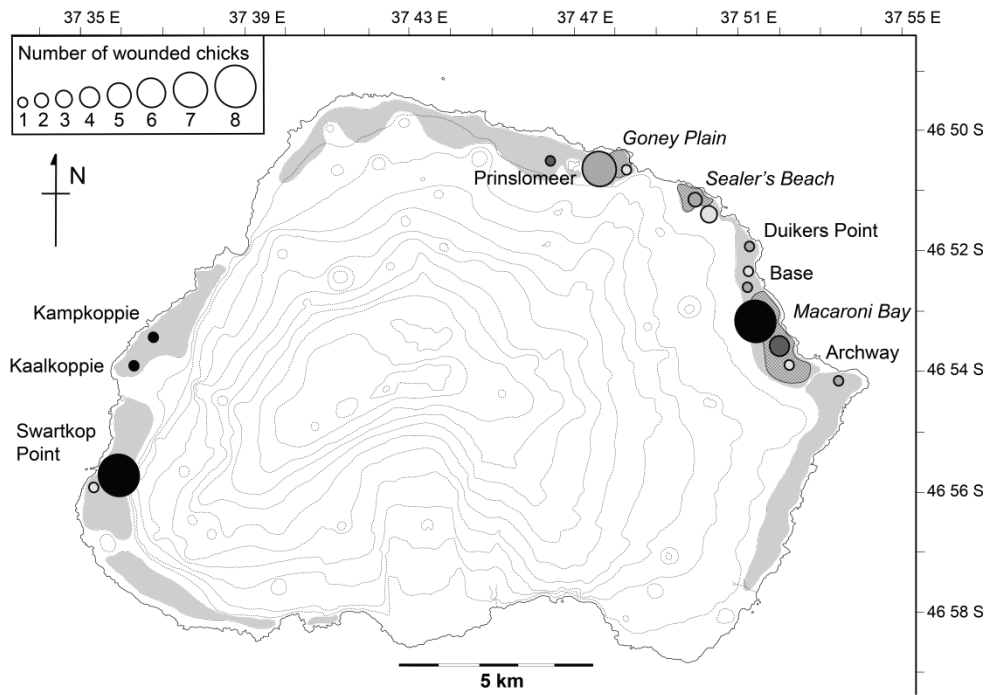 37 35 E 37 39 E 37 43 E 37 47 E 37 51 E 37 55 E
Number of wounded chicks
1 2 3 4 5 6 7 8
46 50 S
Goney Plain
N
Prinslomeer
Sealer's Beach
Duikers Point
46 52 S
Base
Kampkoppie
Macaroni Bay
Kaalkoppie
Archway
46 54 S
Swartkop
Point
46 56 S
46 58 S
5 km